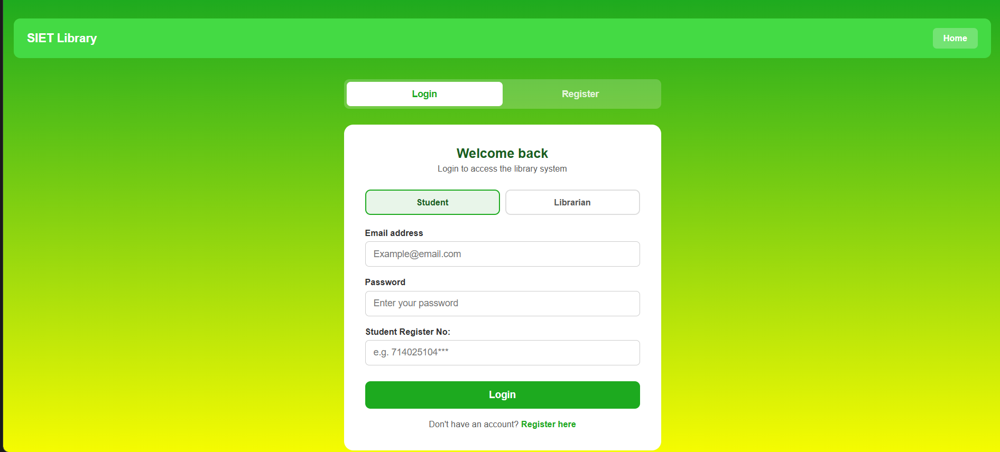 SIET Library
Home
Login
Register
Welcome back
Login to access the library system
Student
Librarian
Email address
Example@email.com
Password
Enter your password
Student Register No:
e.g. 714025104***
Login
Don't have an account? Register here